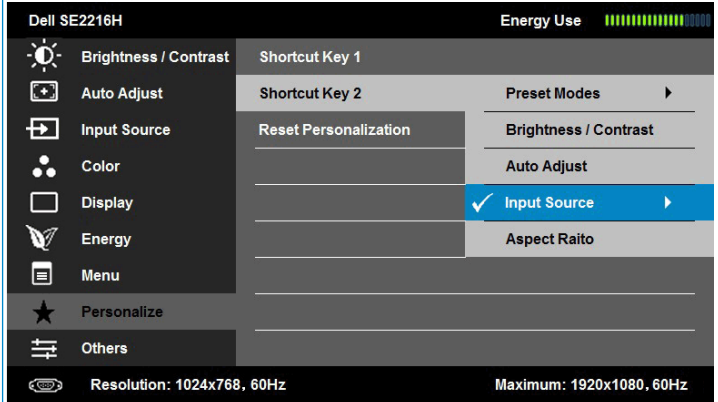 Dell SE2216H Energy Use
Brightness / Contrast Shortcut Key 1
Auto Adjust Shortcut Key 2 Preset Modes
Input Source Reset Personalization Brightness / Contrast
Color Auto Adjust
Display Input Source
Energy Aspect Raito
Menu
Personalize
Others
Resolution: 1024x768, 60Hz Maximum: 1920x1080, 60Hz